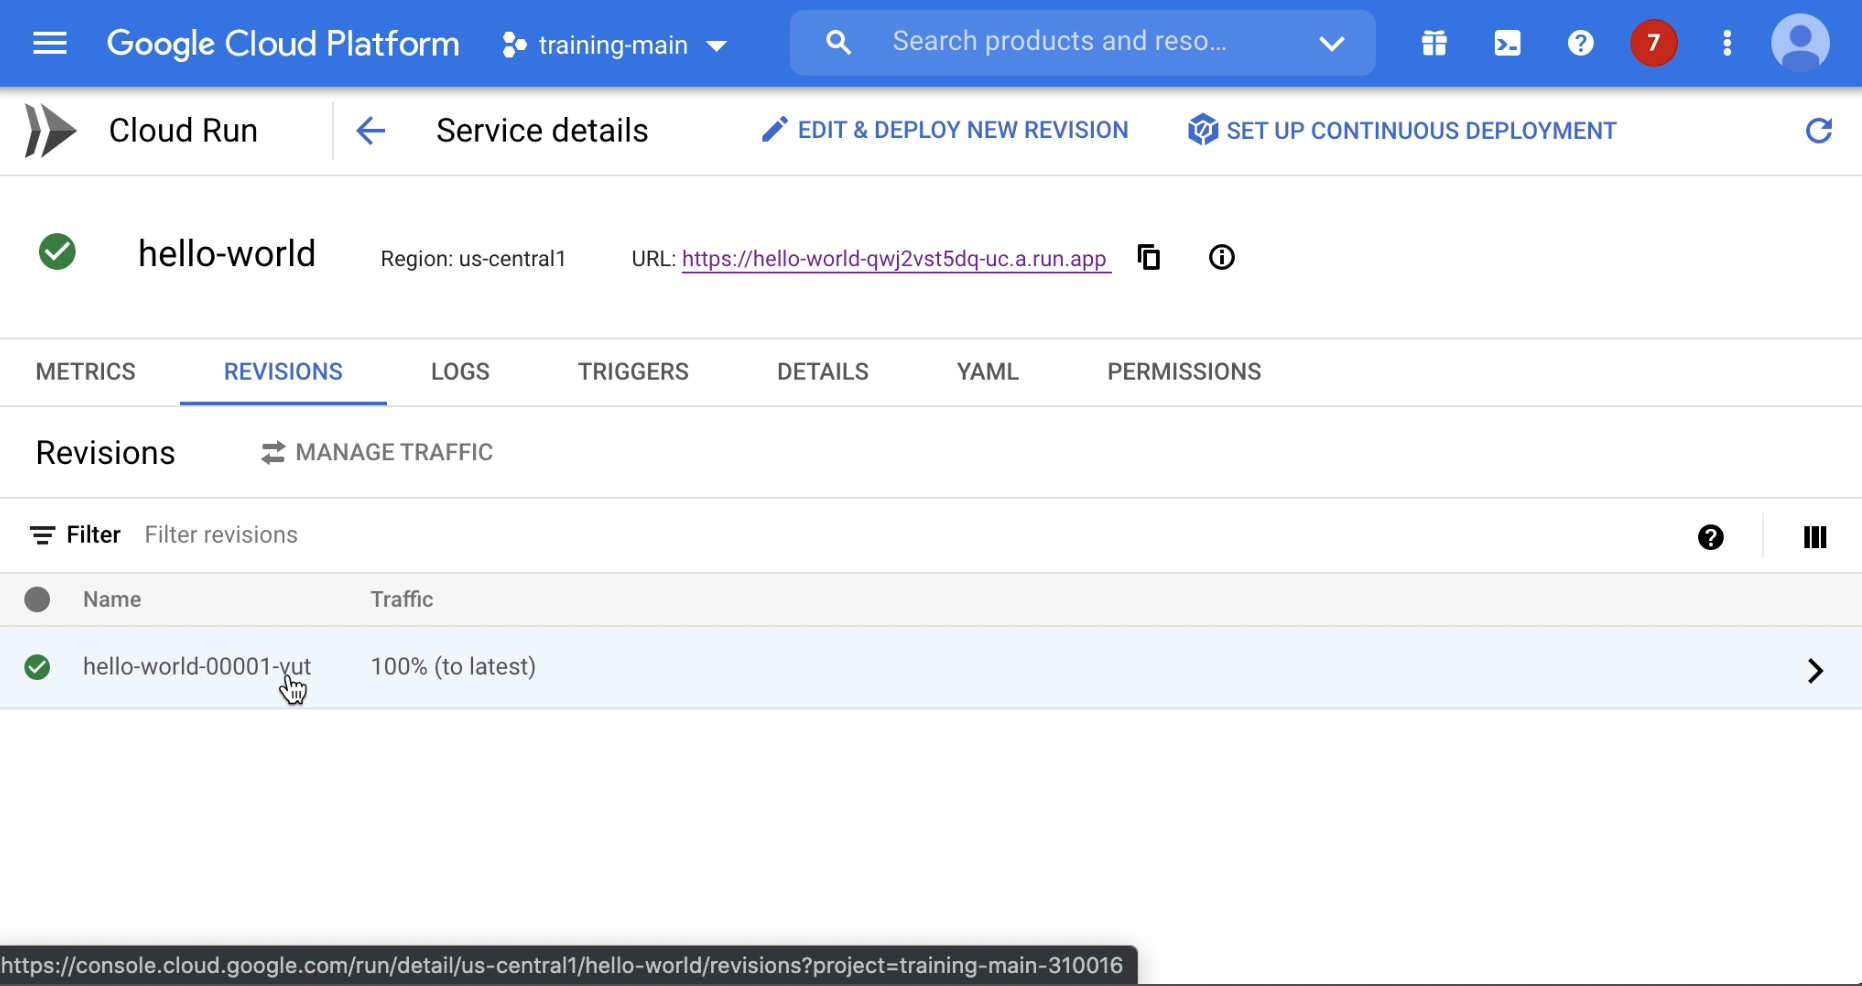 Google Cloud Platform training-main Search products and reso... 7
Cloud Run Service details EDIT & DEPLOY NEW REVISION SET UP CONTINUOUS DEPLOYMENT
hello-world Region: us-central1 URL: https://hello-world-qwj2vst5dq-uc.a.run.app
METRICS REVISIONS LOGS TRIGGERS DETAILS YAML PERMISSIONS
Revisions MANAGE TRAFFIC
Filter Filter revisions
Name Traffic
hello-world-00001-vut 100% (to latest)
https://console.cloud.google.com/run/detail/us-central1/hello-world/revisions?project=training-main-310016